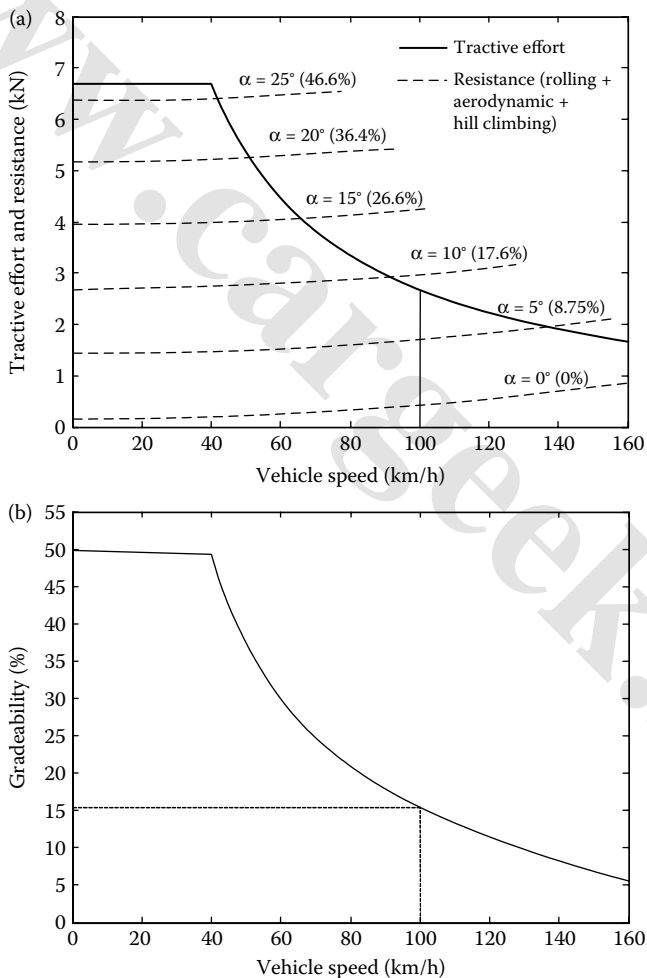 (a)
8
7
6
5
4
3
2
1
0
Tractive effort and resistance (kN)
Tractive effort
Resistance (rolling +
aerodynamic +
hill climbing)
α = 25° (46.6%)
α = 20° (36.4%)
α = 15° (26.6%)
α = 10° (17.6%)
α = 5° (8.75%)
α = 0° (0%)
0 20 40 60 80 100 120 140 160
Vehicle speed (km/h)
(b)
55
50
45
40
35
30
25
20
15
10
5
0
Gradeability (%)
0 20 40 60 80 100 120 140 160
Vehicle speed (km/h)
w.cargeek.